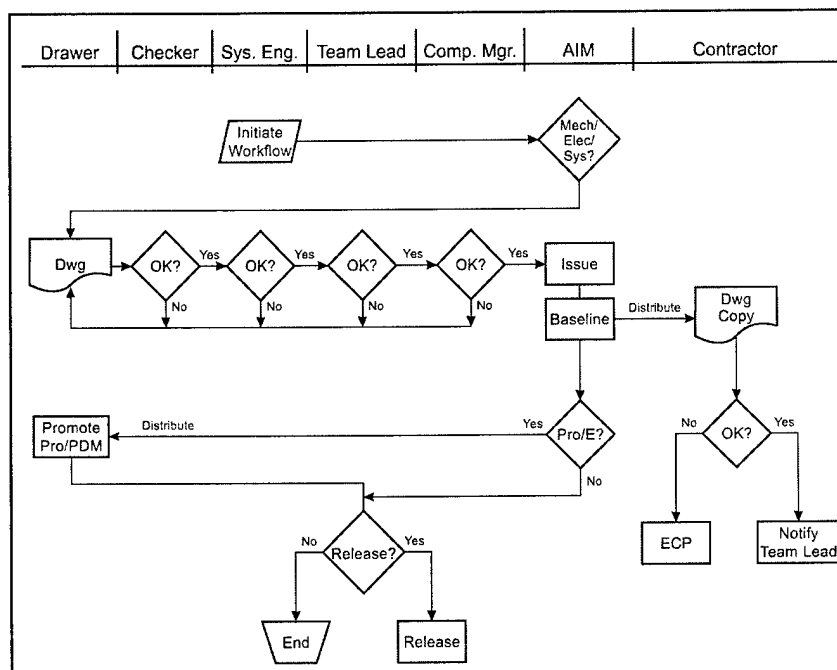 Drawer Checker Sys. Eng. Team Lead Comp. Mgr. AIM Contractor
Initiate
Workflow
Mech/
Elec/
Sys?
Dwg
OK?
Yes
OK?
Yes
OK?
Yes
OK?
Yes
Issue
No
No
No
No
Baseline
Distribute
Dwg
Copy
Promote
Pro/PDM
Distribute
Yes
Pro/E?
No
No
OK?
Yes
ECP
Notify
Team Lead
No
Release?
Yes
End
Release